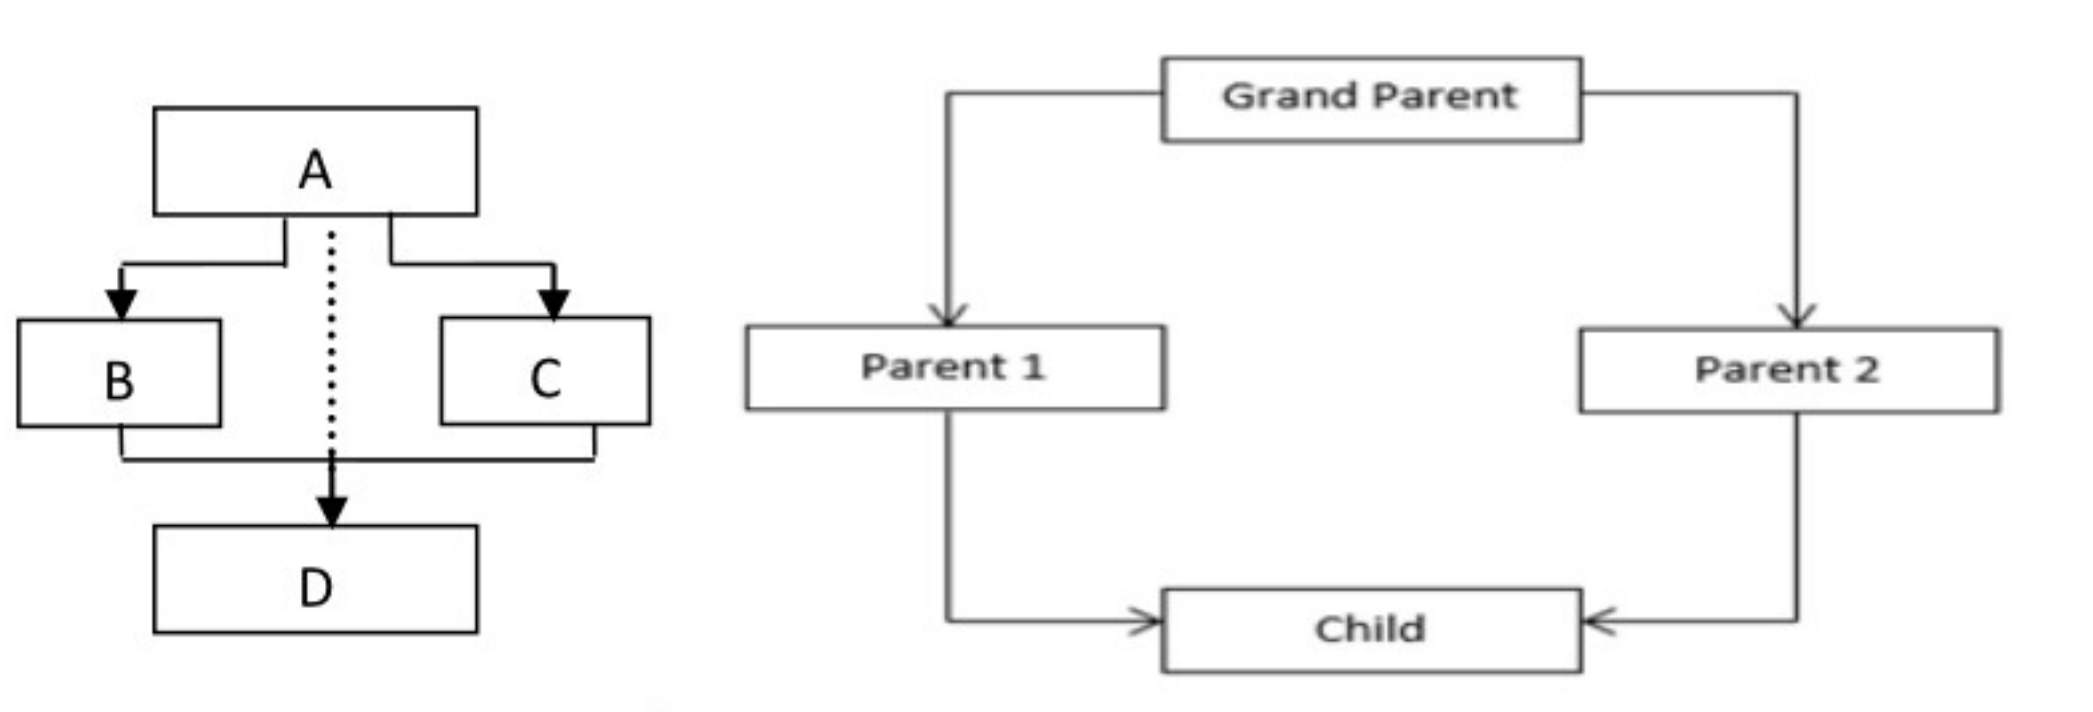 A
B
C
D
Grand Parent
Parent 1
Parent 2
Child